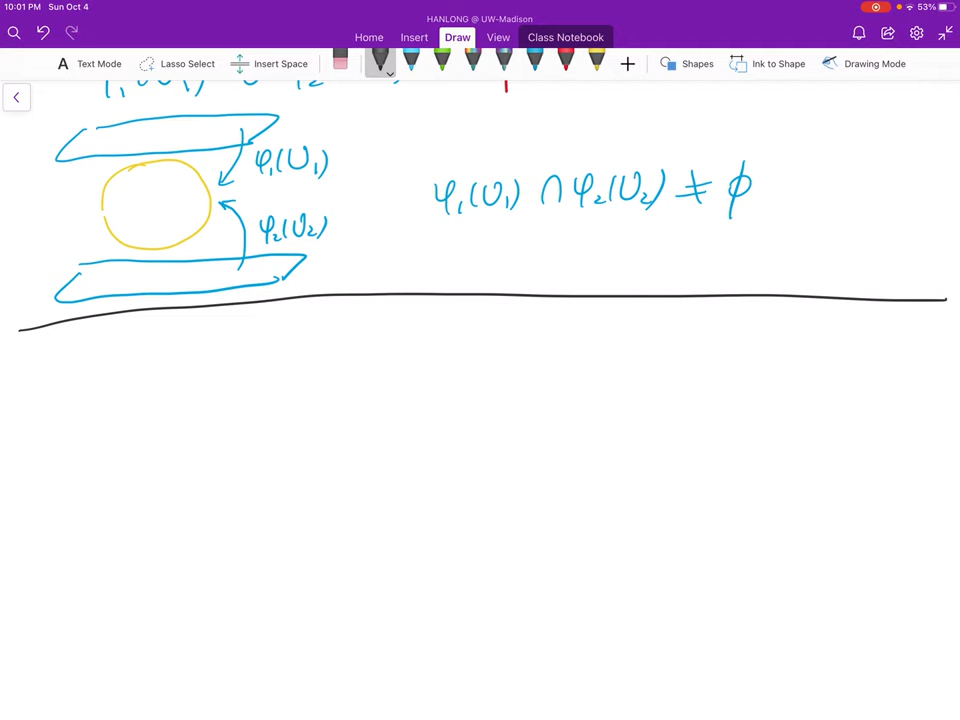 10:01 PM Sun Oct 4
53%
HANLONG @ UW-Madison
Home Insert Draw View Class Notebook
Text Mode Lasso Select Insert Space Shapes Ink to Shape Drawing Mode
φ₁(U₁)
φ₁(U₁) ∩ φ₂(U₂) ≠ ϕ
φ₂(U₂)